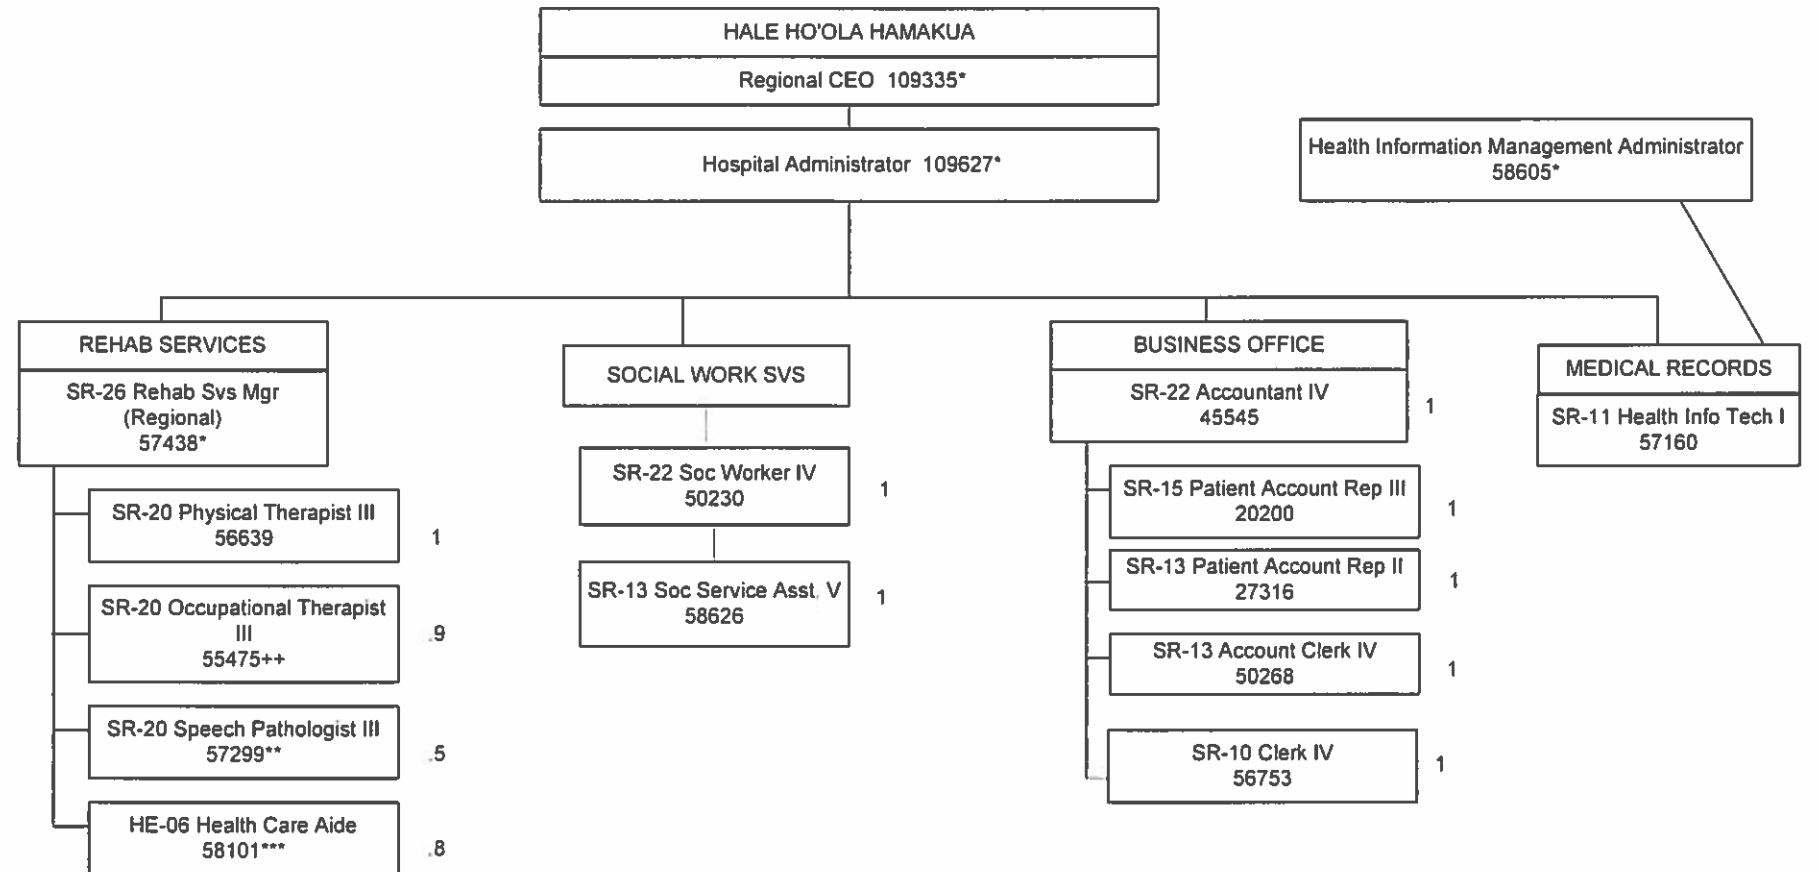 HALE HO'OLA HAMAKUA
Regional CEO 109335*
Hospital Administrator 109627*
Health Information Management Administrator
58605*
REHAB SERVICES
SR-26 Rehab Svs Mgr
(Regional)
57438*
SR-20 Physical Therapist III
56639
1
SR-20 Occupational Therapist
III
55475++
.9
SR-20 Speech Pathologist III
57299**
.5
HE-06 Health Care Aide
58101***
.8
SOCIAL WORK SVS
SR-22 Soc Worker IV
50230
1
SR-13 Soc Service Asst. V
58626
1
BUSINESS OFFICE
SR-22 Accountant IV
45545
1
SR-15 Patient Account Rep III
20200
1
SR-13 Patient Account Rep II
27316
1
SR-13 Account Clerk IV
50268
1
SR-10 Clerk IV
56753
1
MEDICAL RECORDS
SR-11 Health Info Tech I
57160